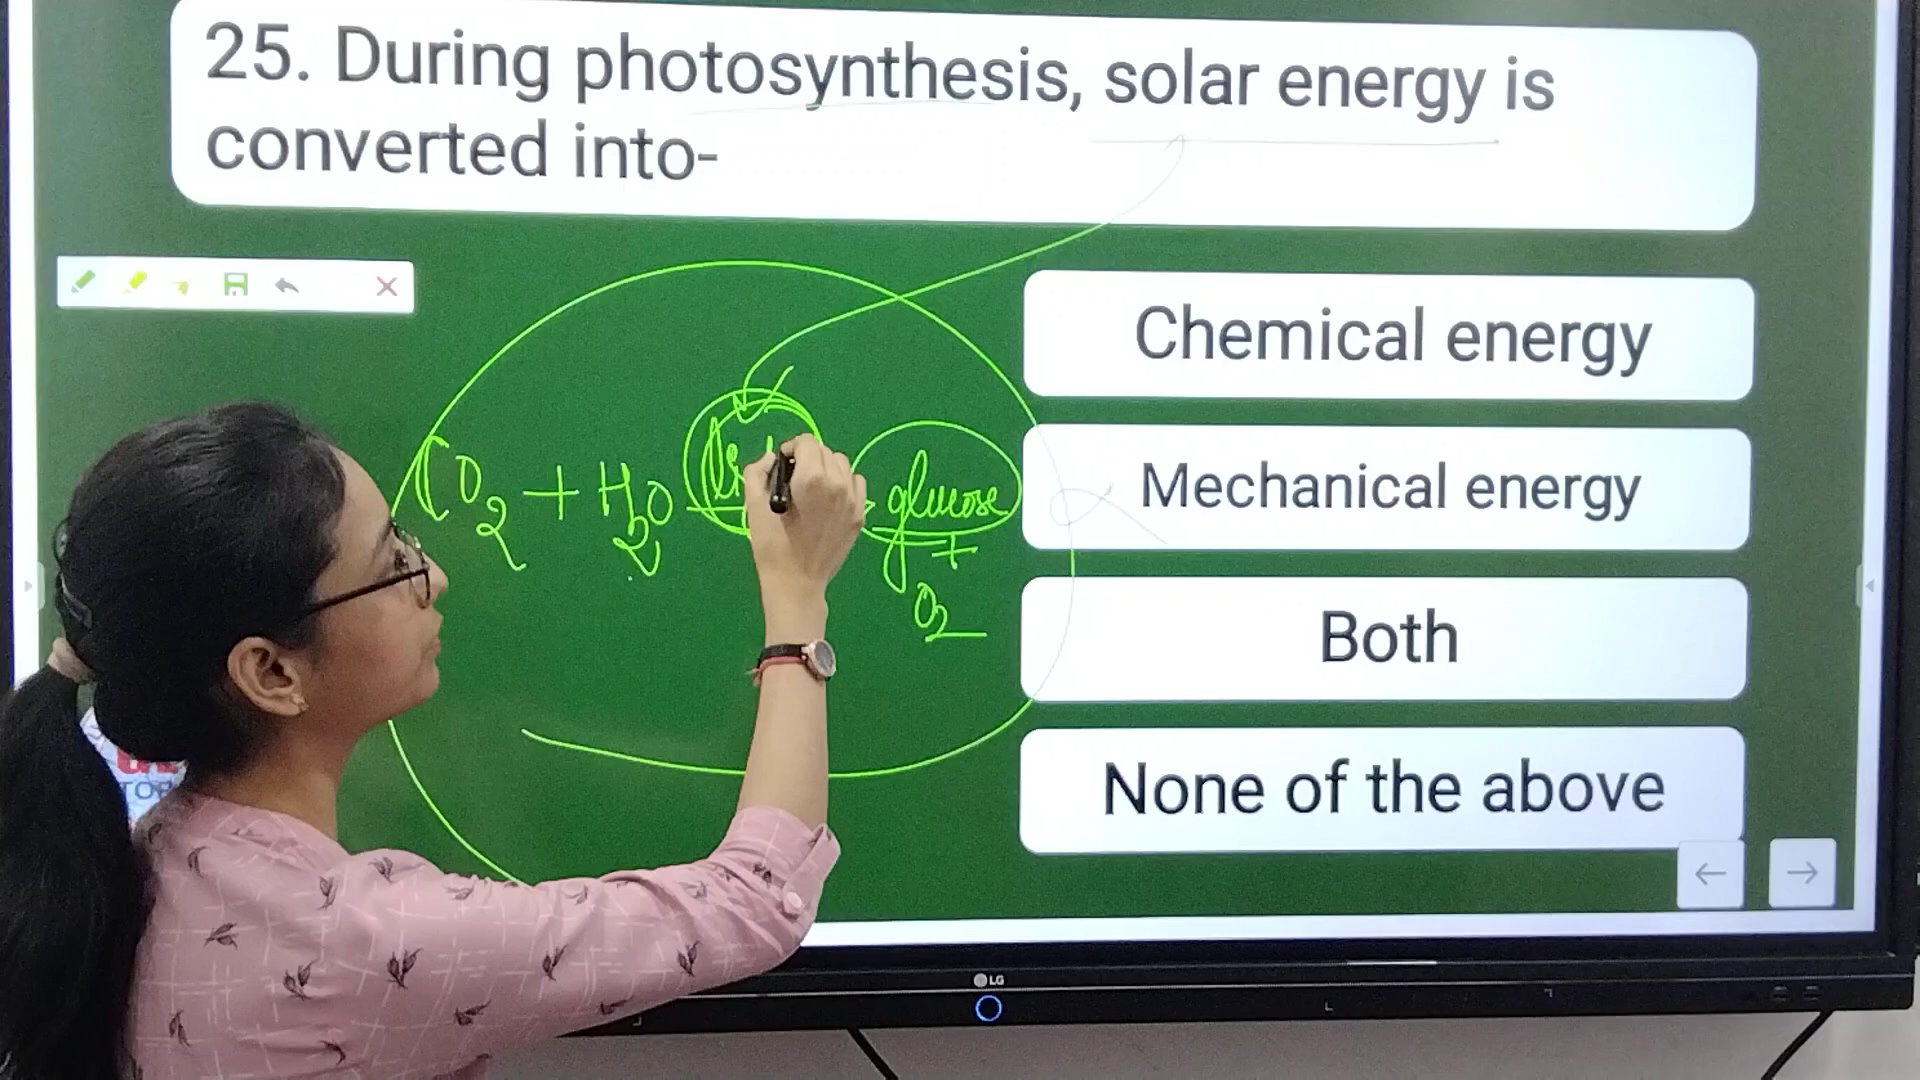 25. During photosynthesis, solar energy is
converted into-
Chemical energy
CO2 + H2O
glucose
+
O2
Mechanical energy
Both
None of the above
LG